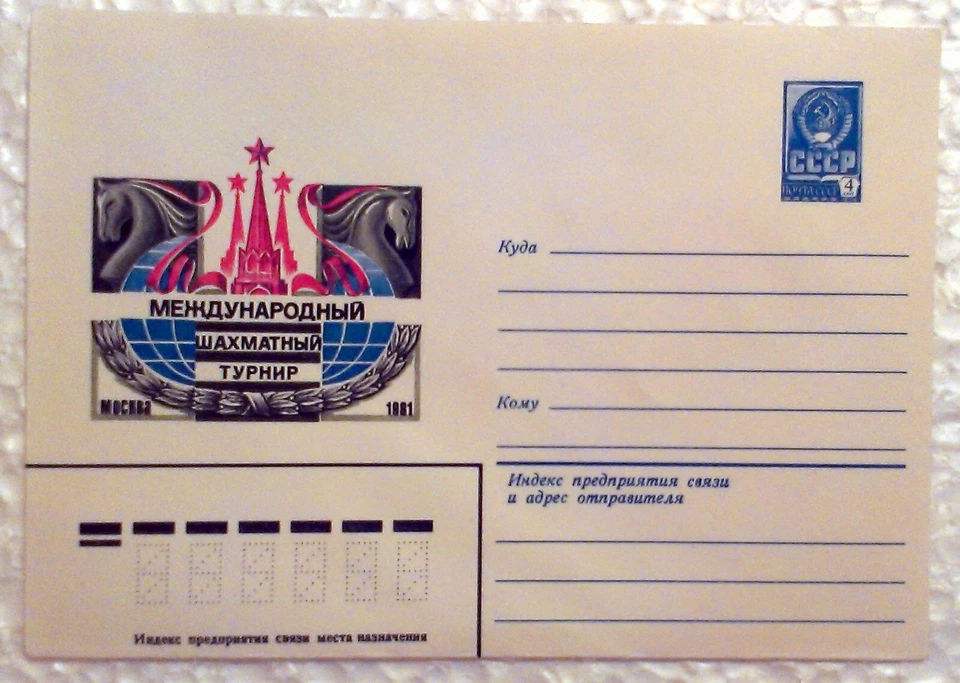 СССР
ПОЧТА СССР 4
МЕЖДУНАРОДНЫЙ
ШАХМАТНЫЙ
ТУРНИР
МОСКВА 1981
Куда
Кому
Индекс предприятия связи
и адрес отправителя
Индекс предприятия связи места назначения